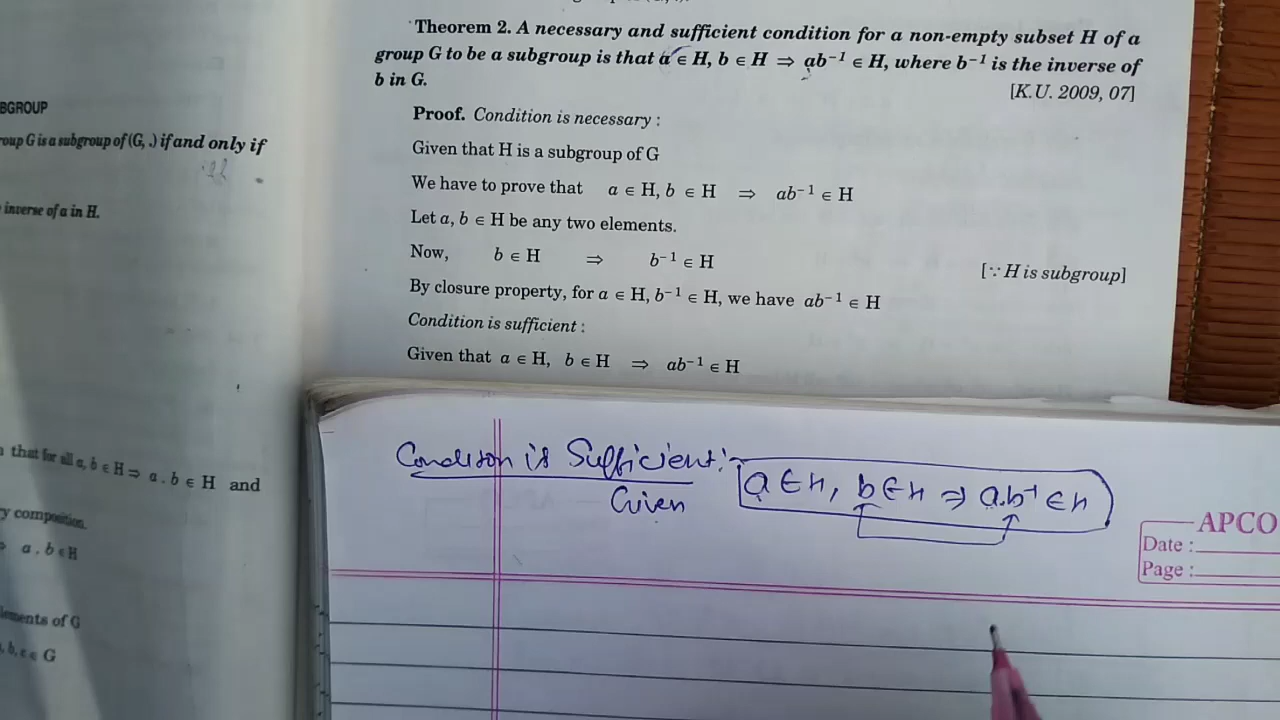 Theorem 2. A necessary and sufficient condition for a non-empty subset H of a
group G to be a subgroup is that a ∈ H, b ∈ H ⇒ ab⁻¹ ∈ H, where b⁻¹ is the inverse of
b in G.
[K.U. 2009, 07]
Proof. Condition is necessary :
Given that H is a subgroup of G
We have to prove that a ∈ H, b ∈ H ⇒ ab⁻¹ ∈ H
Let a, b ∈ H be any two elements.
Now, b ∈ H ⇒ b⁻¹ ∈ H [∵ H is subgroup]
By closure property, for a ∈ H, b⁻¹ ∈ H, we have ab⁻¹ ∈ H
Condition is sufficient :
Given that a ∈ H, b ∈ H ⇒ ab⁻¹ ∈ H
BGROUP
roup G is a subgroup of (G, .) if and only if
inverse of a in H.
that for all a, b ∈ H ⇒ a . b ∈ H and
y composition.
a . b ∈ H
lements of G
b, c ∈ G
Condition is Sufficient :-
Given a ∈ H, b ∈ H ⇒ a.b⁻¹ ∈ H
APCO
Date :
Page :